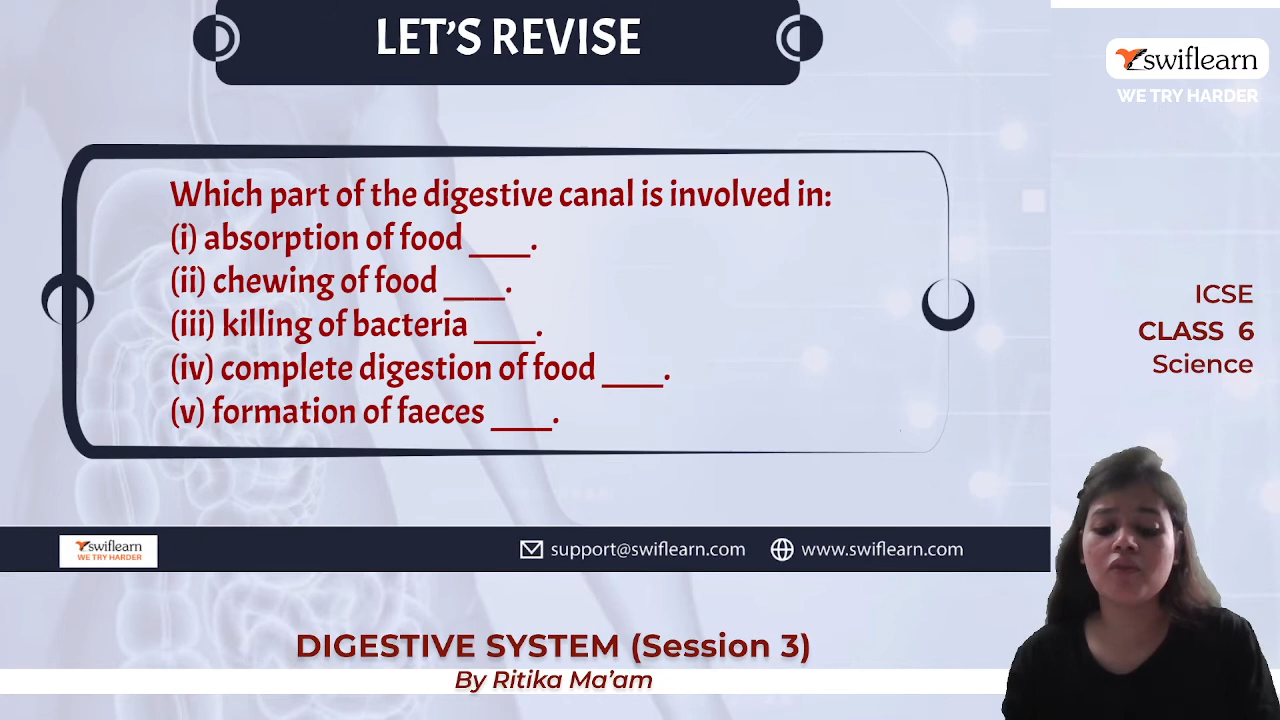 LET'S REVISE
swiflearn
WE TRY HARDER
Which part of the digestive canal is involved in:
(i) absorption of food ____.
(ii) chewing of food ____.
(iii) killing of bacteria ____.
(iv) complete digestion of food ____.
(v) formation of faeces ____.
ICSE
CLASS 6
Science
swiflearn
WE TRY HARDER
support@swiflearn.com
www.swiflearn.com
DIGESTIVE SYSTEM (Session 3)
By Ritika Ma'am